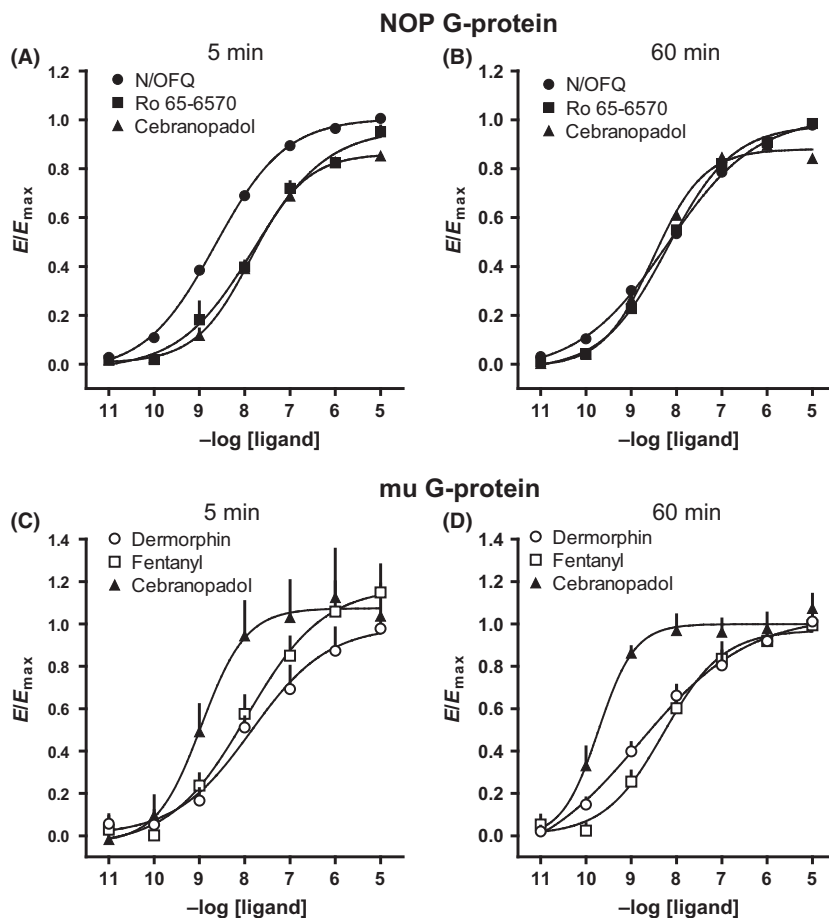 NOP G-protein
(A)
5 min
N/OFQ
Ro 65-6570
Cebranopadol
E/Emax
1.2
1.0
0.8
0.6
0.4
0.2
0.0
11 10 9 8 7 6 5
–log [ligand]
(B)
60 min
N/OFQ
Ro 65-6570
Cebranopadol
E/Emax
1.2
1.0
0.8
0.6
0.4
0.2
0.0
11 10 9 8 7 6 5
–log [ligand]
mu G-protein
(C)
5 min
Dermorphin
Fentanyl
Cebranopadol
E/Emax
1.4
1.2
1.0
0.8
0.6
0.4
0.2
0.0
11 10 9 8 7 6 5
–log [ligand]
(D)
60 min
Dermorphin
Fentanyl
Cebranopadol
E/Emax
1.4
1.2
1.0
0.8
0.6
0.4
0.2
0.0
11 10 9 8 7 6 5
–log [ligand]